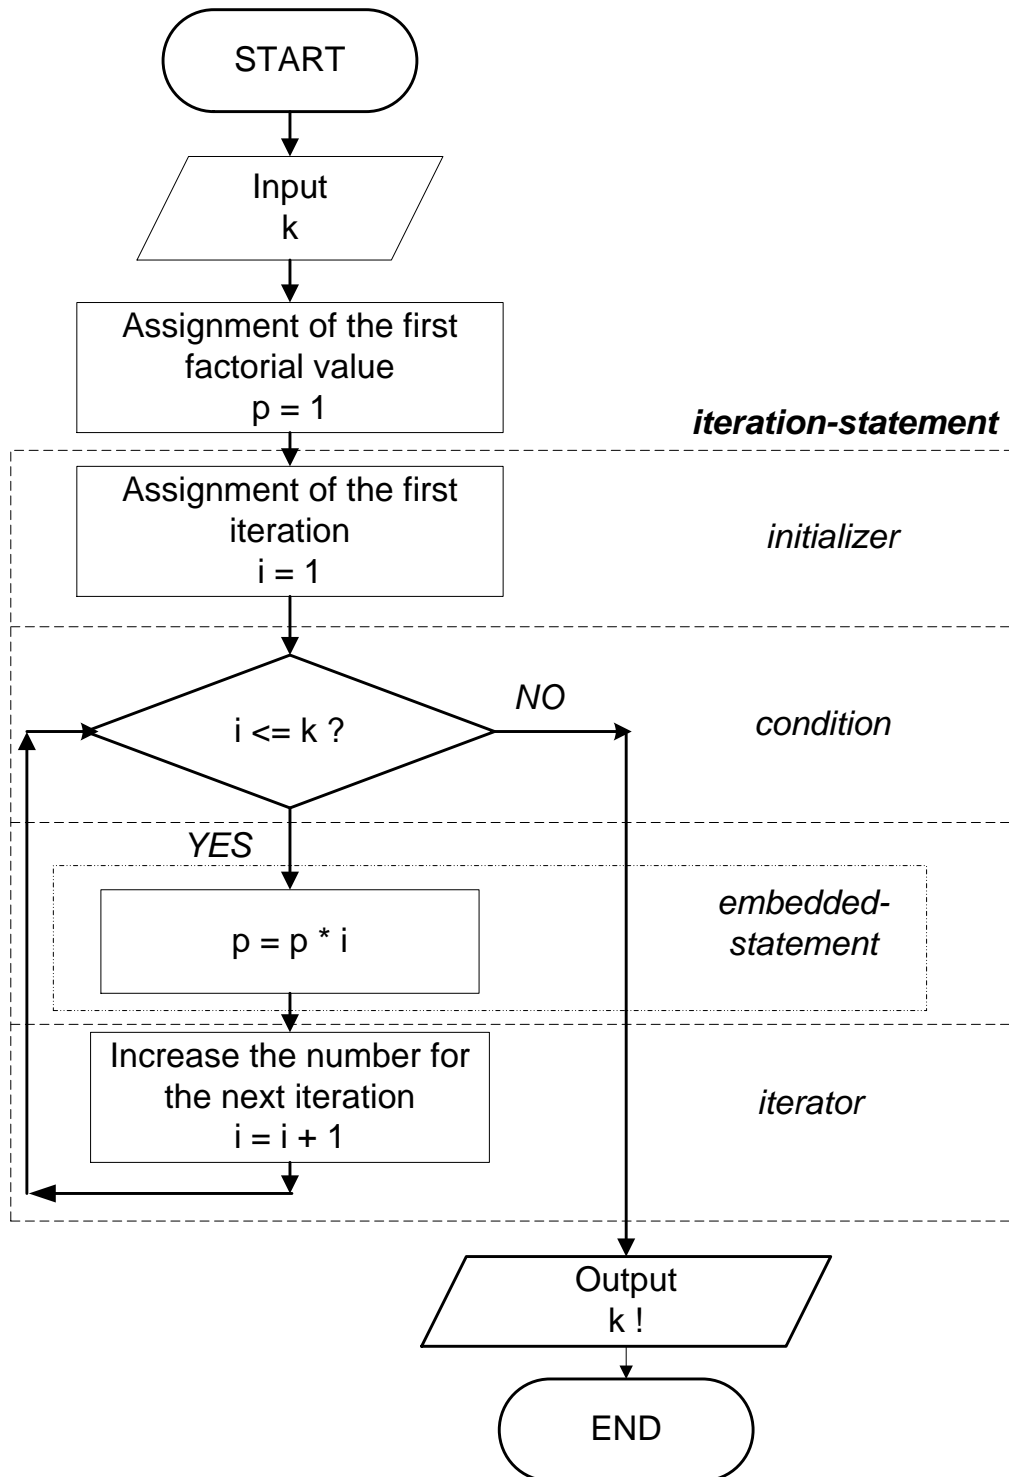 START
Input
k
Assignment of the first
factorial value
p = 1
iteration-statement
Assignment of the first
iteration
i = 1
initializer
i <= k ?
NO
condition
YES
p = p * i
embedded-
statement
Increase the number for
the next iteration
i = i + 1
iterator
Output
k !
END